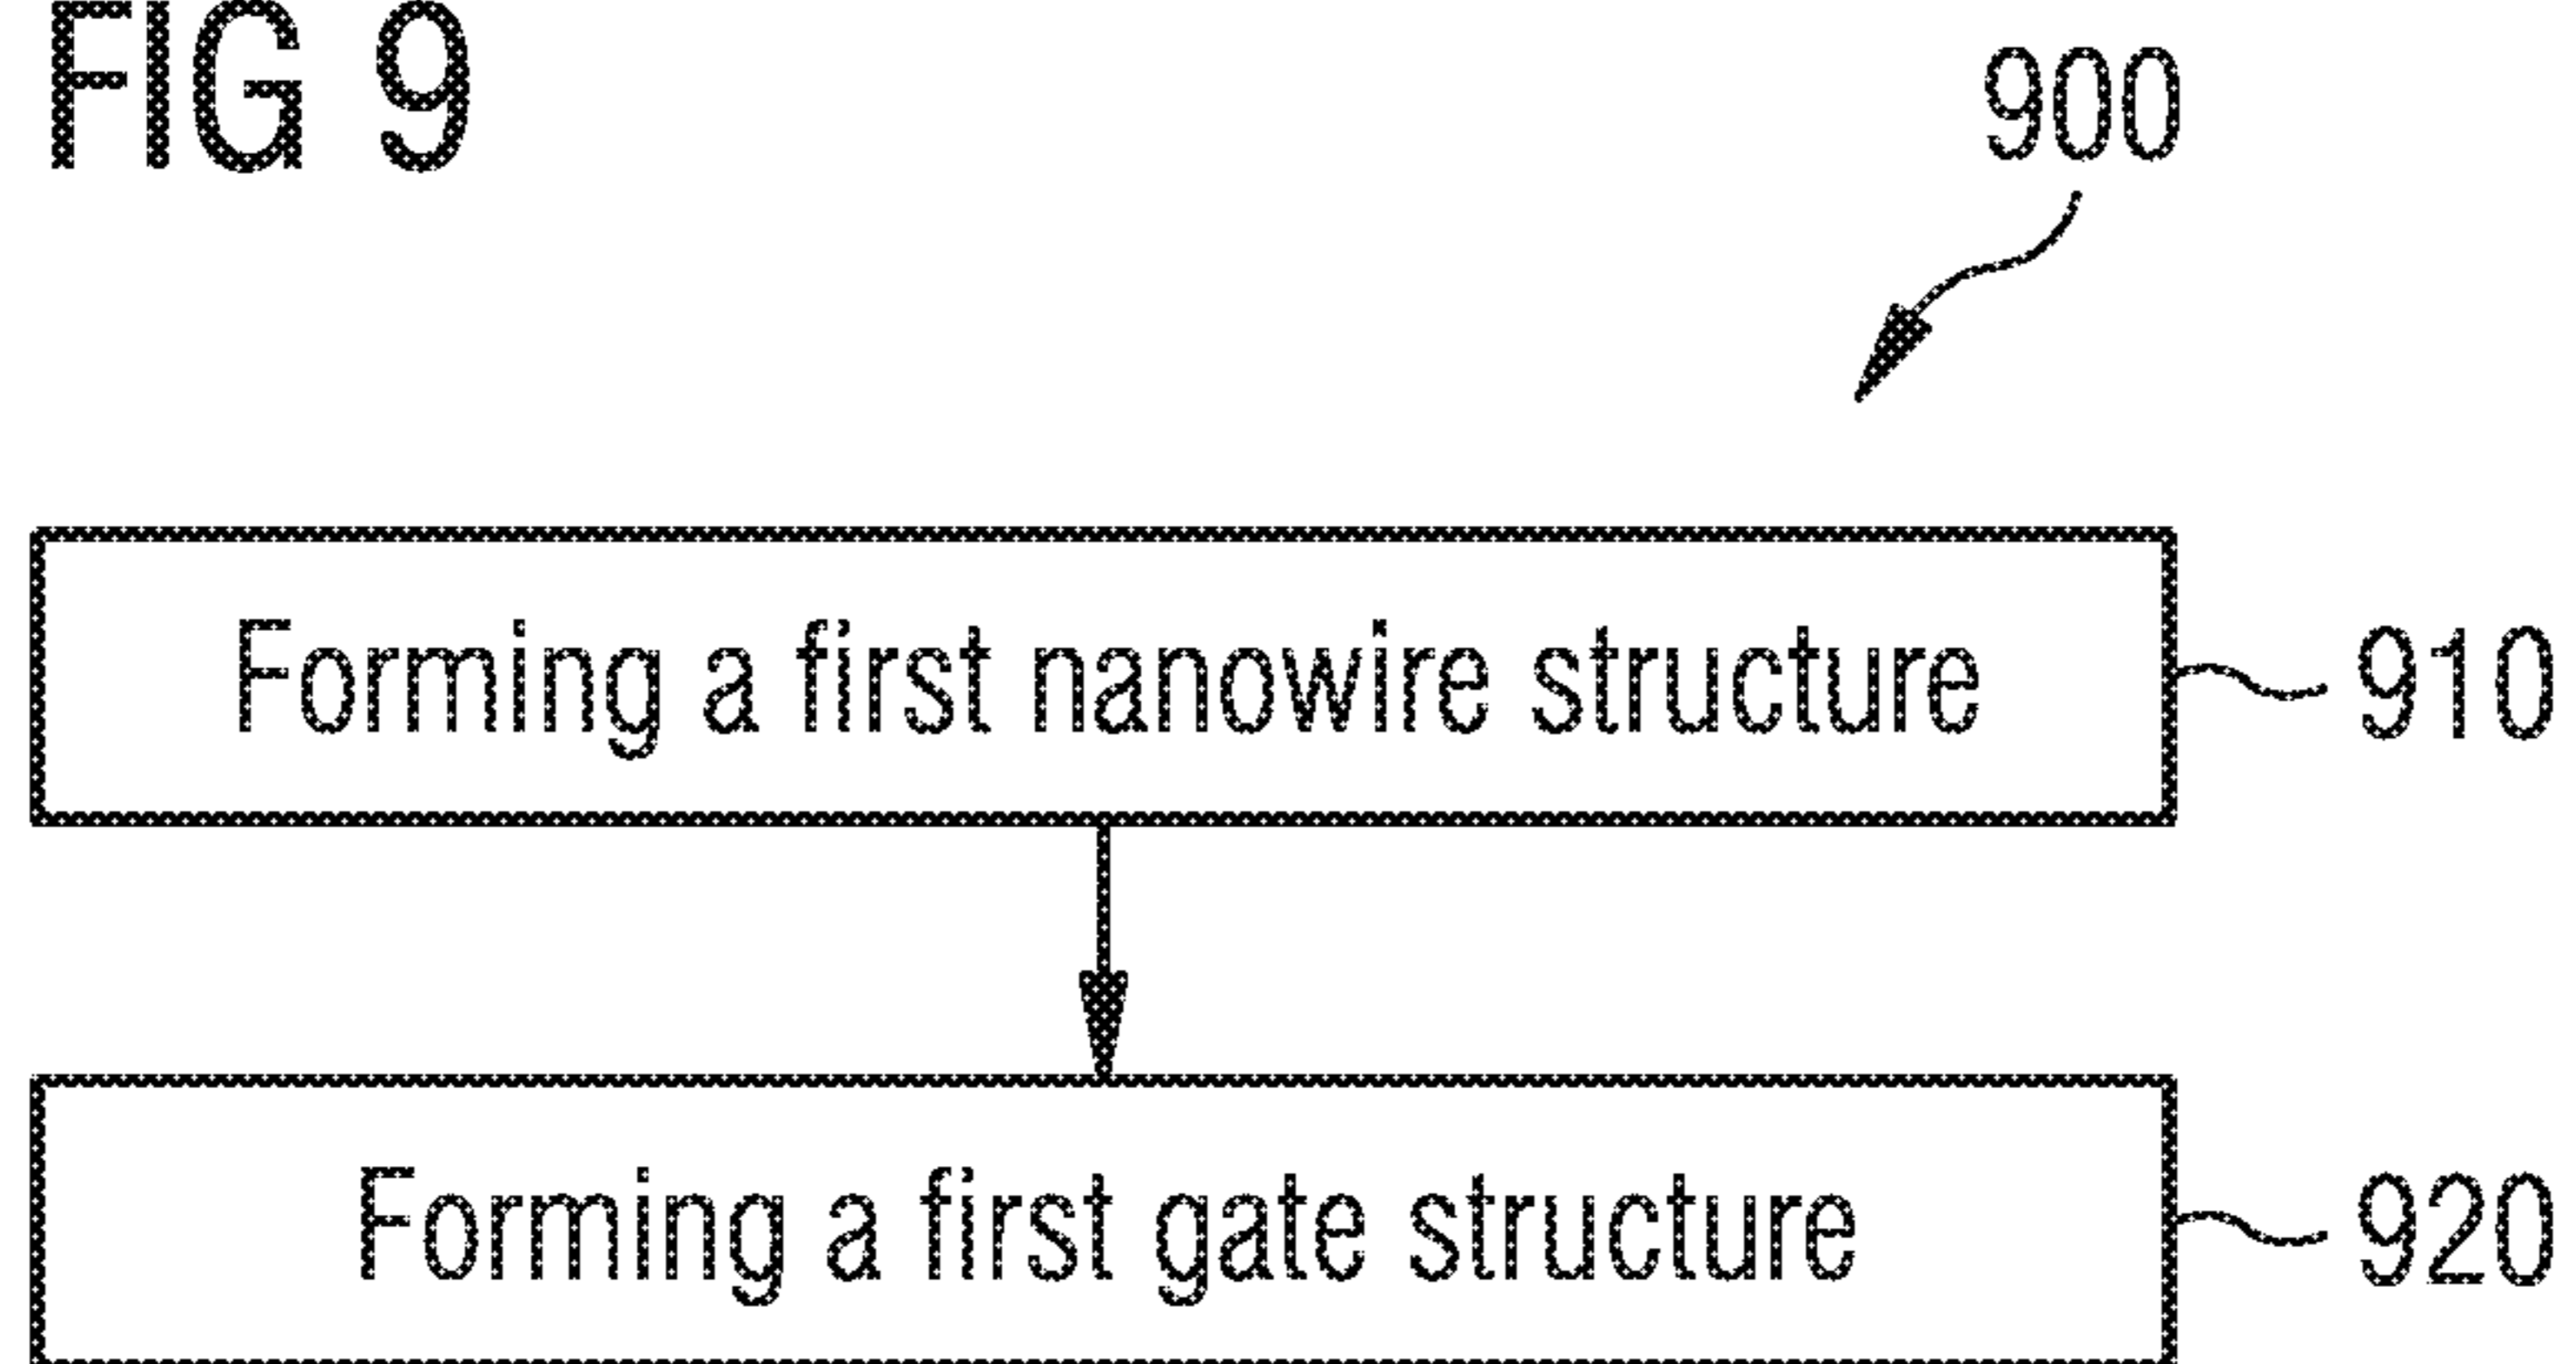 FIG 9
900
Forming a first nanowire structure
910
Forming a first gate structure
920